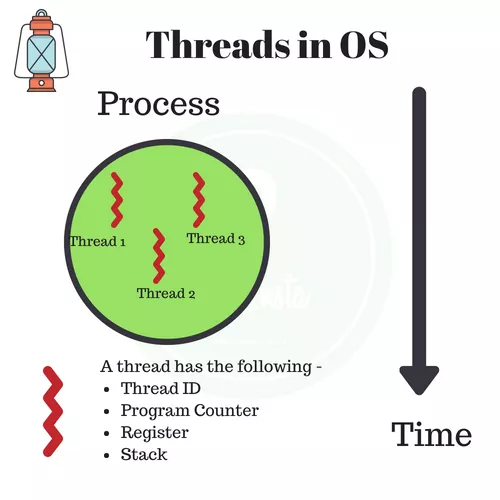 Threads in OS
Process
Thread 1
Thread 3
Thread 2
A thread has the following -
• Thread ID
• Program Counter
• Register
• Stack
Time